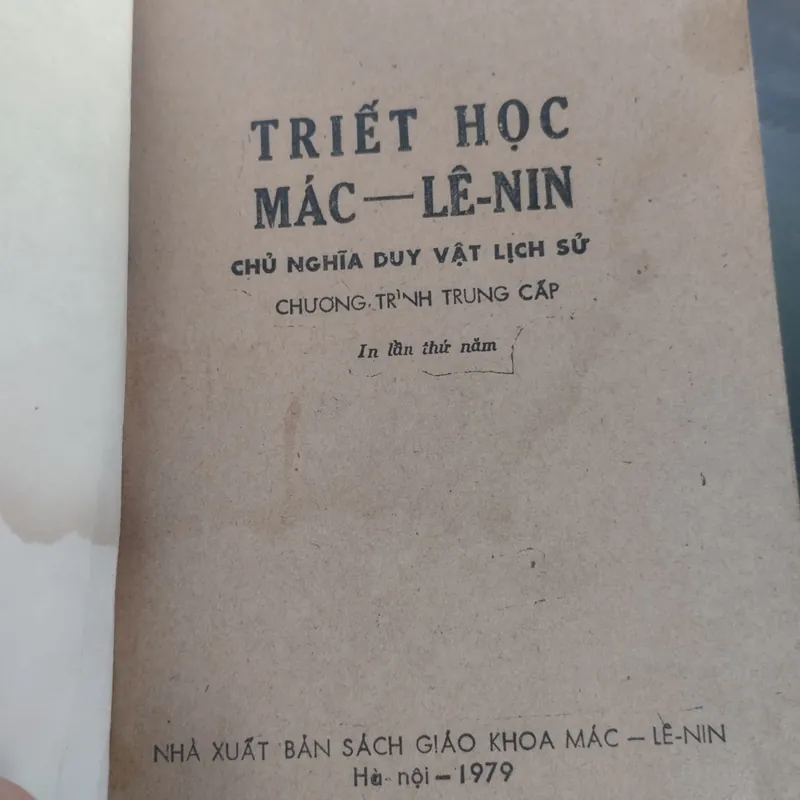 TRIẾT HỌC
MÁC — LÊ-NIN
CHỦ NGHĨA DUY VẬT LỊCH SỬ
CHƯƠNG TRÌNH TRUNG CẤP
In lần thứ năm
NHÀ XUẤT BẢN SÁCH GIÁO KHOA MÁC — LÊ-NIN
Hà nội — 1979